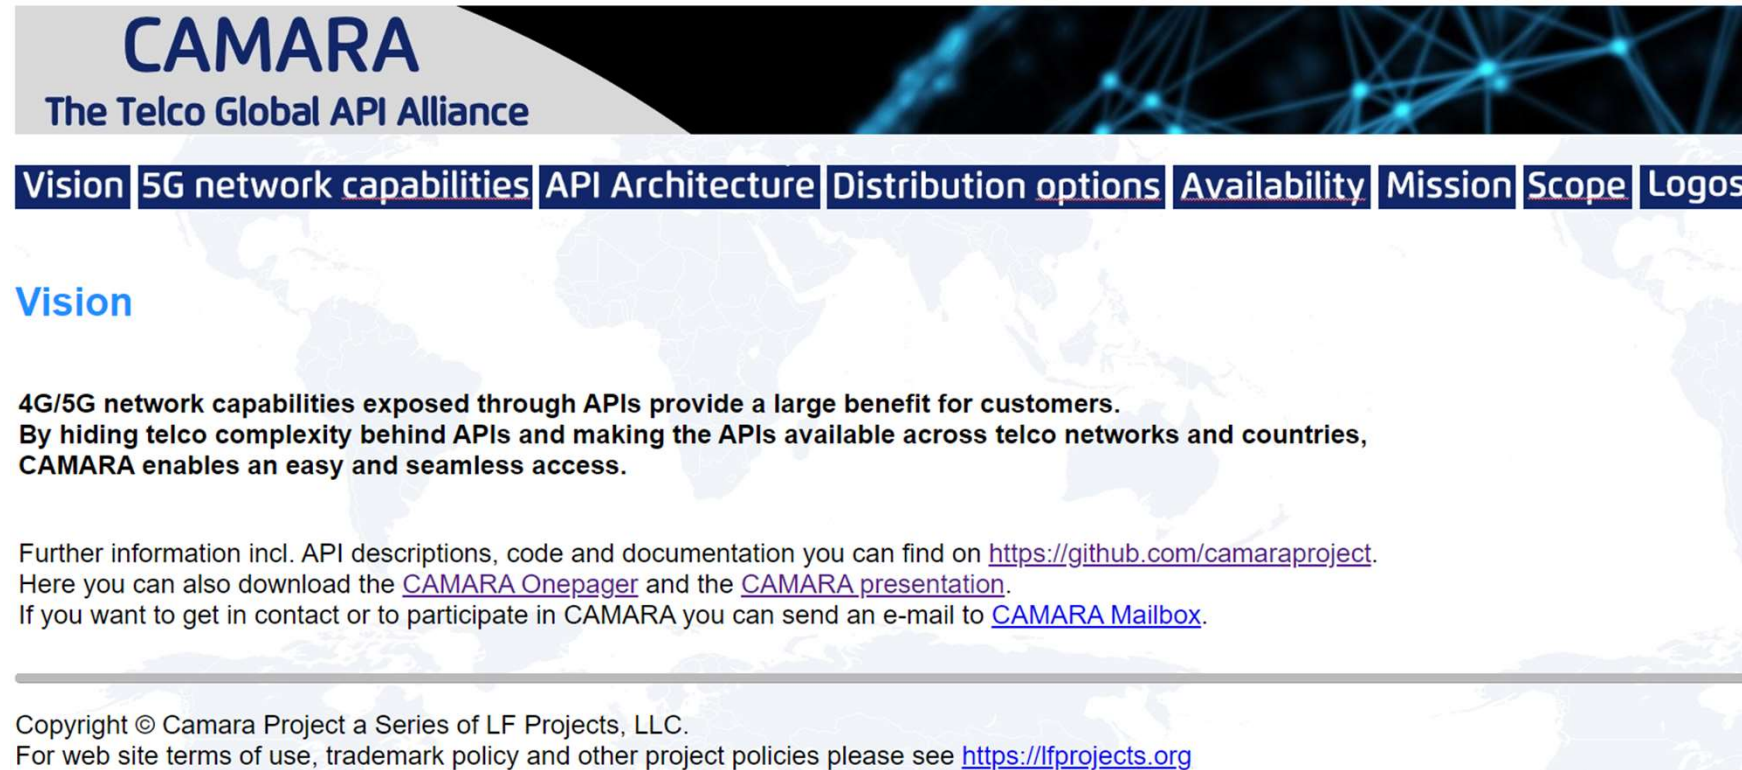 CAMARA
The Telco Global API Alliance
Vision 5G network capabilities API Architecture Distribution options Availability Mission Scope Logos
Vision
4G/5G network capabilities exposed through APIs provide a large benefit for customers.
By hiding telco complexity behind APIs and making the APIs available across telco networks and countries,
CAMARA enables an easy and seamless access.
Further information incl. API descriptions, code and documentation you can find on https://github.com/camaraproject.
Here you can also download the CAMARA Onepager and the CAMARA presentation.
If you want to get in contact or to participate in CAMARA you can send an e-mail to CAMARA Mailbox.
Copyright © Camara Project a Series of LF Projects, LLC.
For web site terms of use, trademark policy and other project policies please see https://lfprojects.org